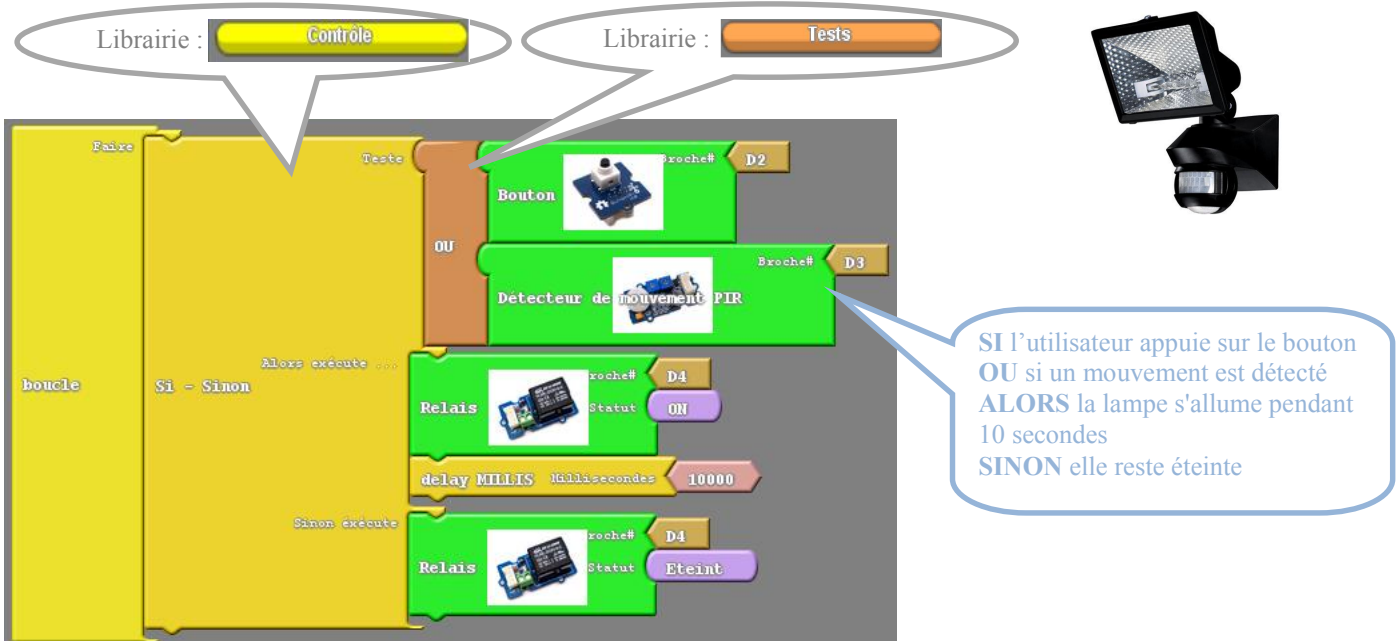 Librairie : Contrôle
Librairie : Tests
Faire
Teste
Broche# D2
Bouton
OU
Broche# D3
Détecteur de mouvement PIR
SI l'utilisateur appuie sur le bouton
OU si un mouvement est détecté
ALORS la lampe s'allume pendant
10 secondes
SINON elle reste éteinte
boucle
Si - Sinon
Alors exécute ...
roche# D4
Relais
Statut ON
delay MILLIS Millisecondes 10000
Sinon éxécute
roche# D4
Relais
Statut Eteint